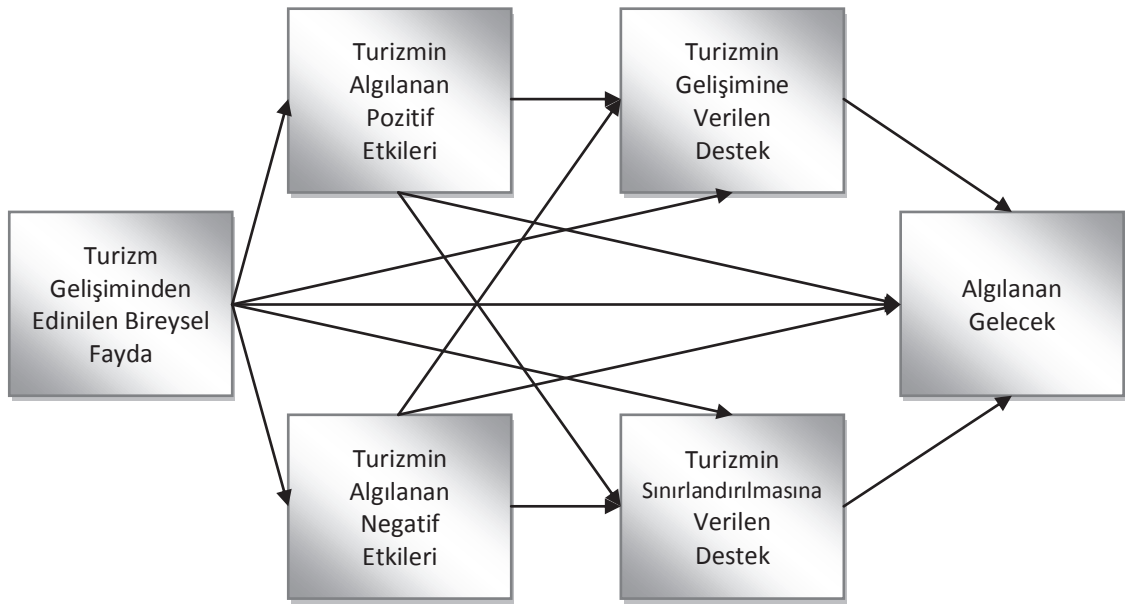 Turizmin
Algılanan
Pozitif
Etkileri
Turizmin
Gelişimine
Verilen
Destek
Turizm
Gelişiminden
Edinilen Bireysel
Fayda
Algılanan
Gelecek
Turizmin
Algılanan
Negatif
Etkileri
Turizmin
Sınırlandırılmasına
Verilen
Destek